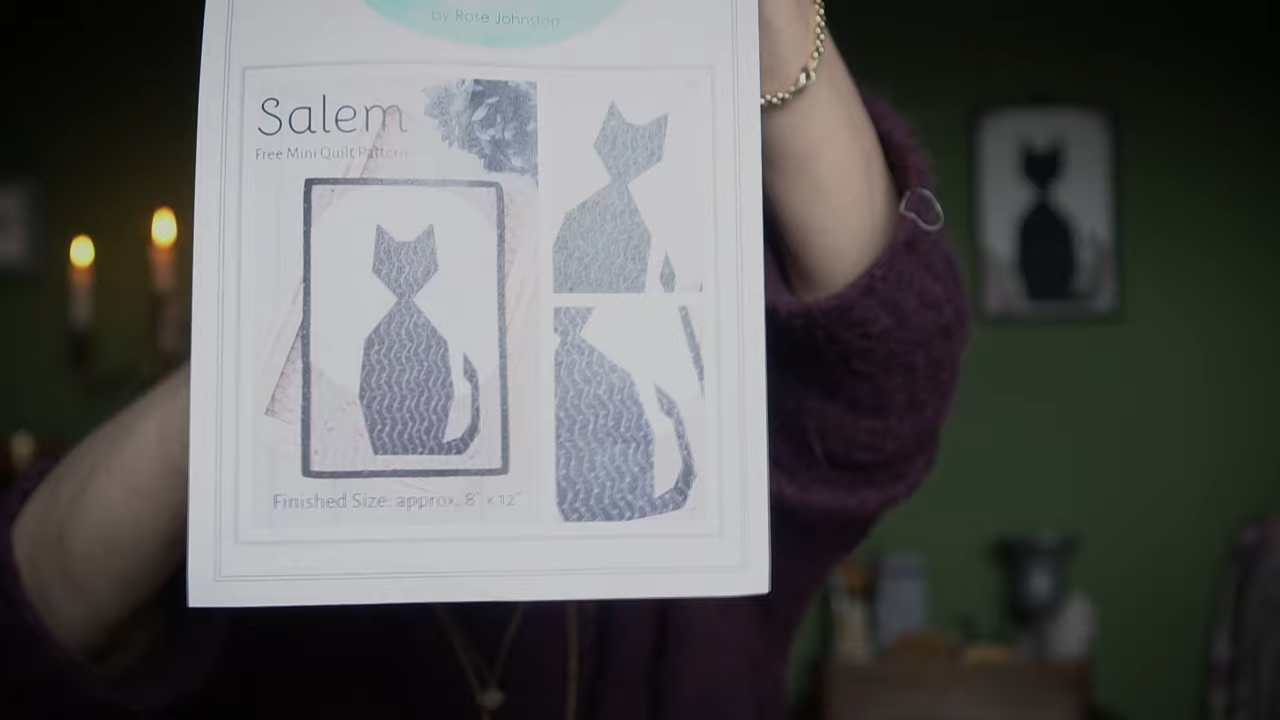 by Rose Johnston
Salem
Free Mini Quilt Pattern
Finished Size: approx. 8" x 12"